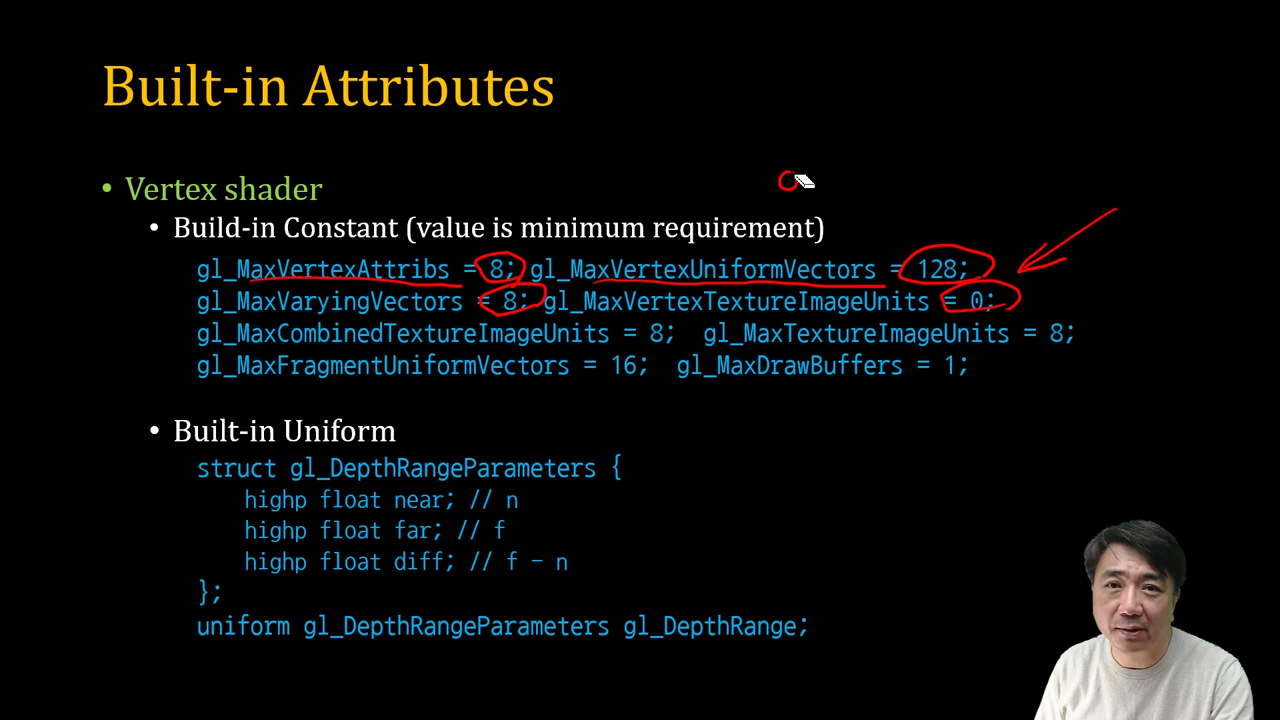 Built-in Attributes
• Vertex shader
• Build-in Constant (value is minimum requirement)
gl_MaxVertexAttribs = 8; gl_MaxVertexUniformVectors = 128;
gl_MaxVaryingVectors = 8; gl_MaxVertexTextureImageUnits = 0;
gl_MaxCombinedTextureImageUnits = 8; gl_MaxTextureImageUnits = 8;
gl_MaxFragmentUniformVectors = 16; gl_MaxDrawBuffers = 1;
• Built-in Uniform
struct gl_DepthRangeParameters {
highp float near; // n
highp float far; // f
highp float diff; // f − n
};
uniform gl_DepthRangeParameters gl_DepthRange;